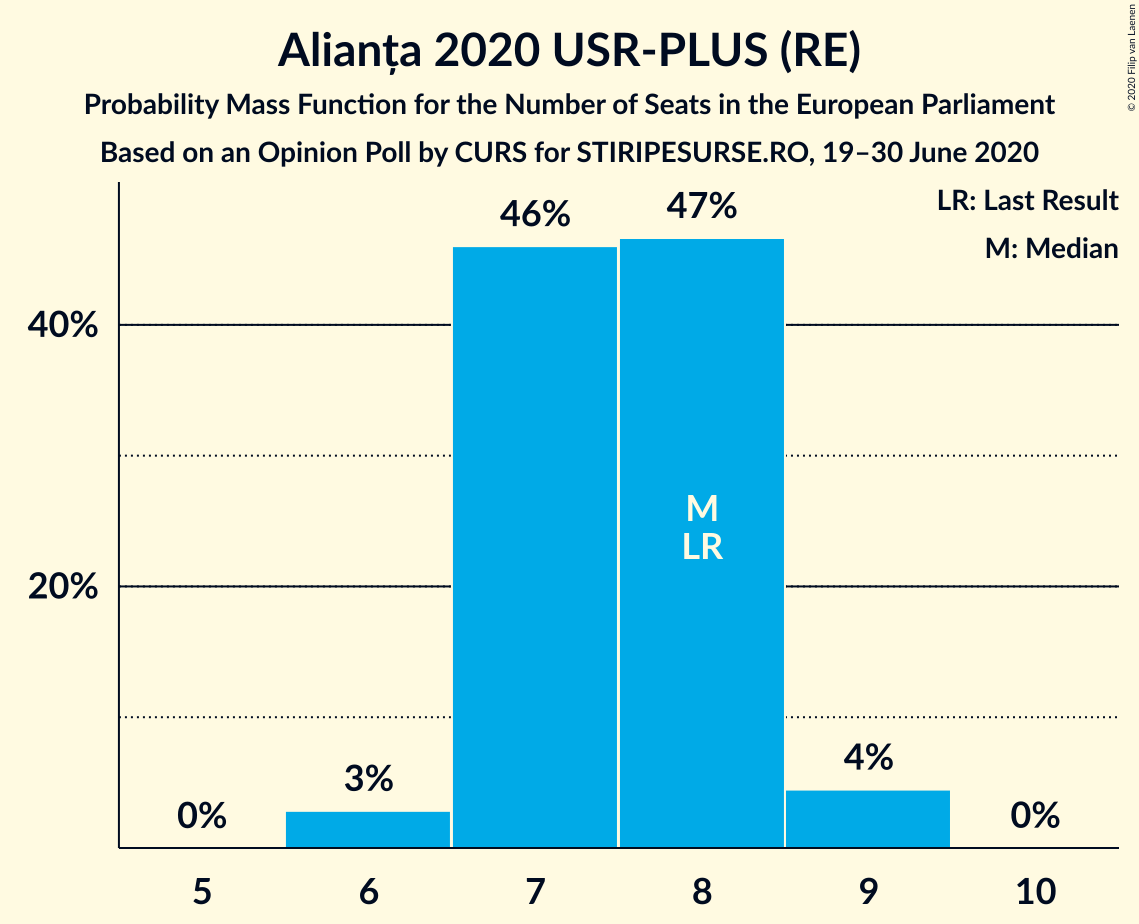 Alianța 2020 USR-PLUS (RE)
Probability Mass Function for the Number of Seats in the European Parliament
Based on an Opinion Poll by CURS for STIRIPESURSE.RO, 19–30 June 2020
© 2020 Filip van Laenen
LR: Last Result
M: Median
46%
47%
40%
M
LR
20%
3%
4%
0%
0%
5 6 7 8 9 10